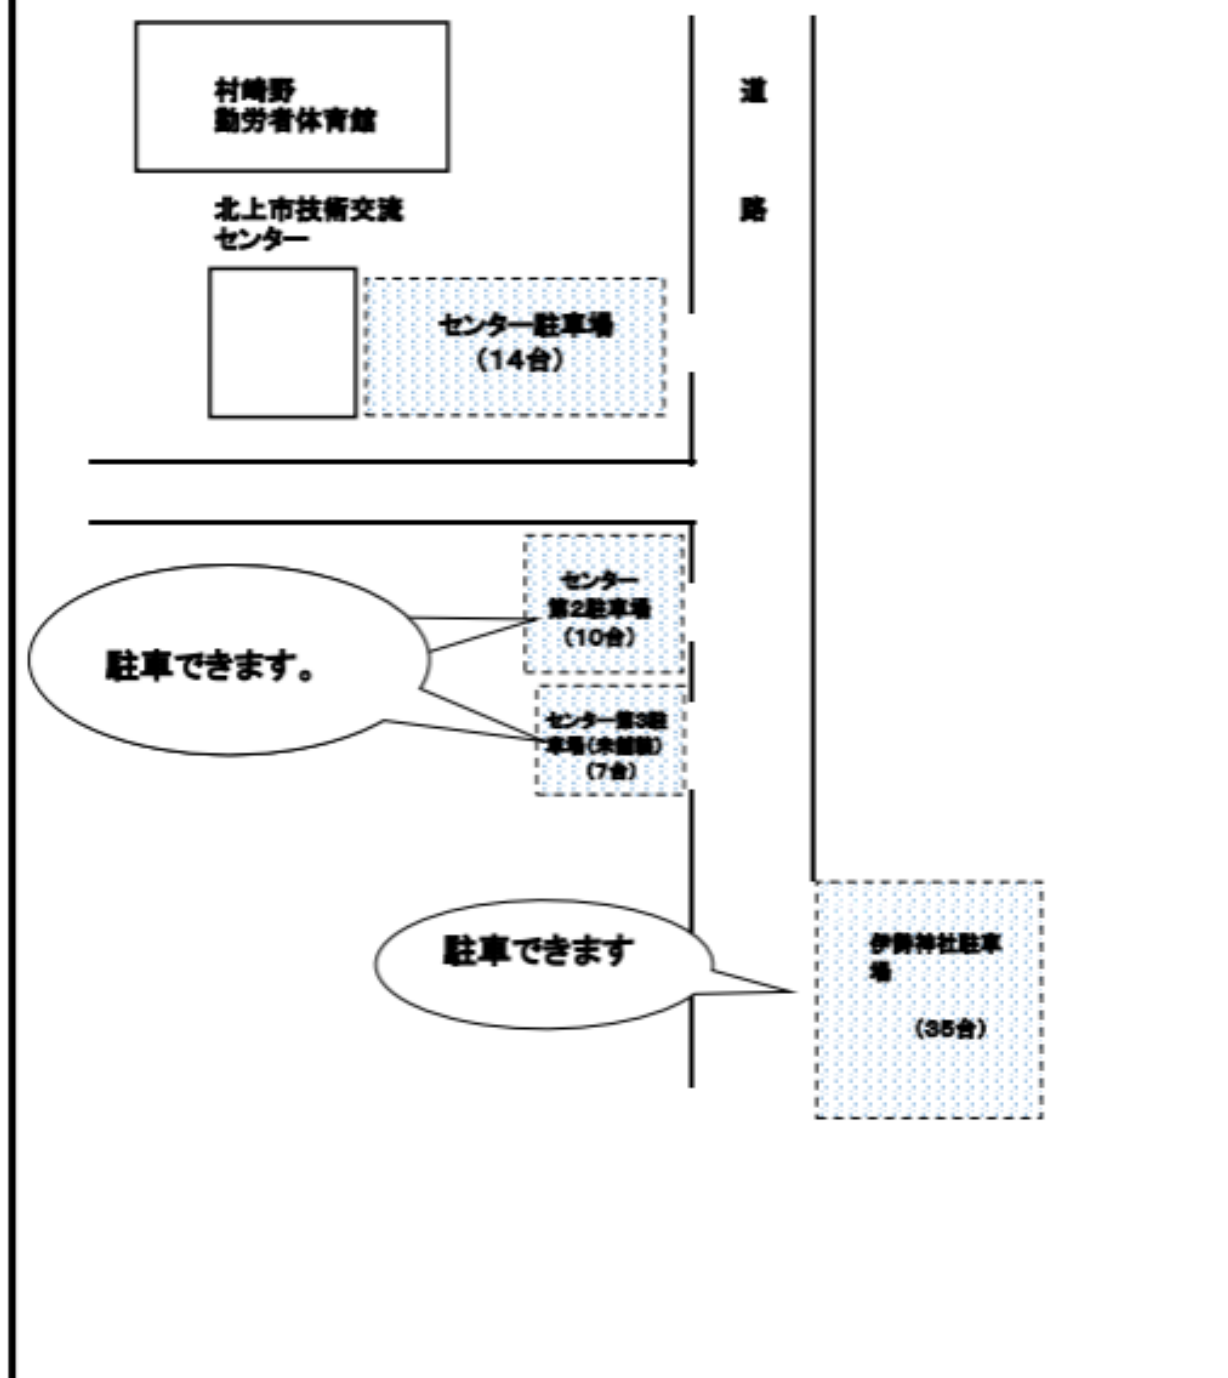 村崎野
勤労者体育館
道
路
北上市技術交流
センター
センター駐車場
（14台）
センター
第2駐車場
（10台）
駐車できます。
センター第3駐
車場（未舗装）
（7台）
駐車できます
伊勢神社駐車
場
（35台）